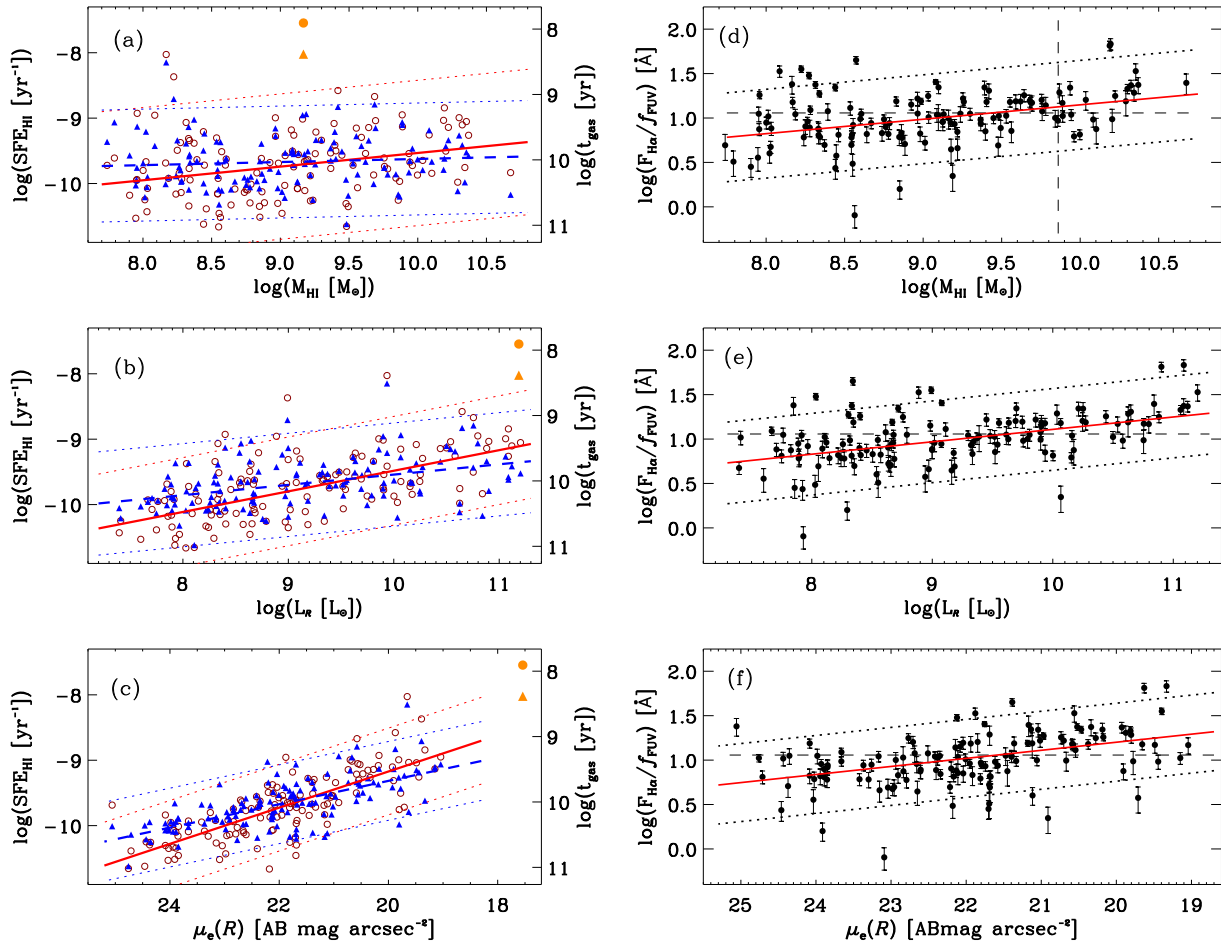 (a)
log(SFE_HI [yr⁻¹])
-8
-9
-10
8
9
10
11
log(t_gas [yr])
8.0 8.5 9.0 9.5 10.0 10.5
log(M_HI [M_⊙])
(d)
log(F_Hα/f_FUV) [Å]
2.0
1.5
1.0
0.5
0.0
8.0 8.5 9.0 9.5 10.0 10.5
log(M_HI [M_⊙])
(b)
log(SFE_HI [yr⁻¹])
-8
-9
-10
8
9
10
11
log(t_gas [yr])
8 9 10 11
log(L_R [L_⊙])
(e)
log(F_Hα/f_FUV) [Å]
2.0
1.5
1.0
0.5
0.0
8 9 10 11
log(L_R [L_⊙])
(c)
log(SFE_HI [yr⁻¹])
-8
-9
-10
8
9
10
11
log(t_gas [yr])
24 22 20 18
μ_e(R) [AB mag arcsec⁻²]
(f)
log(F_Hα/f_FUV) [Å]
2.0
1.5
1.0
0.5
0.0
25 24 23 22 21 20 19
μ_e(R) [ABmag arcsec⁻²]